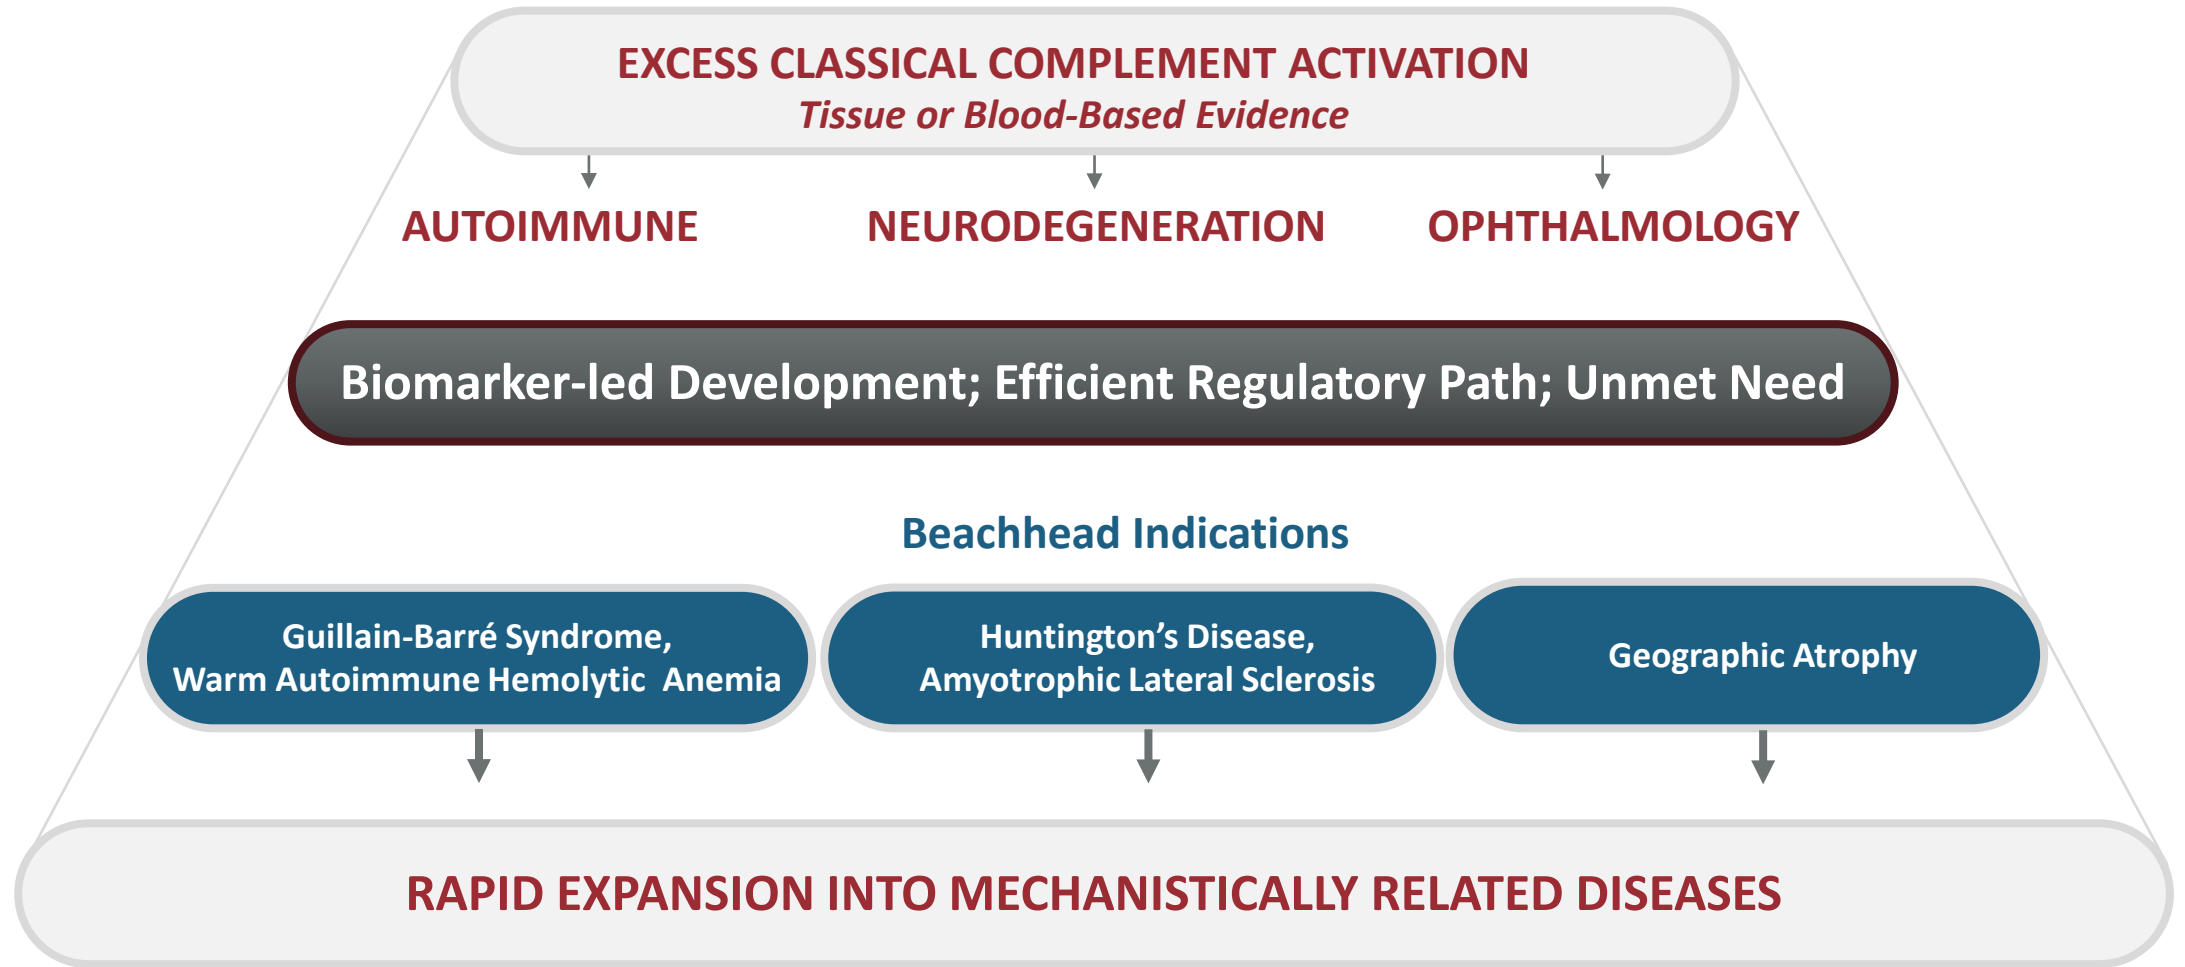 EXCESS CLASSICAL COMPLEMENT ACTIVATION
Tissue or Blood-Based Evidence
AUTOIMMUNE
NEURODEGENERATION
OPHTHALMOLOGY
Biomarker-led Development; Efficient Regulatory Path; Unmet Need
Beachhead Indications
Guillain-Barré Syndrome,
Warm Autoimmune Hemolytic Anemia
Huntington’s Disease,
Amyotrophic Lateral Sclerosis
Geographic Atrophy
RAPID EXPANSION INTO MECHANISTICALLY RELATED DISEASES